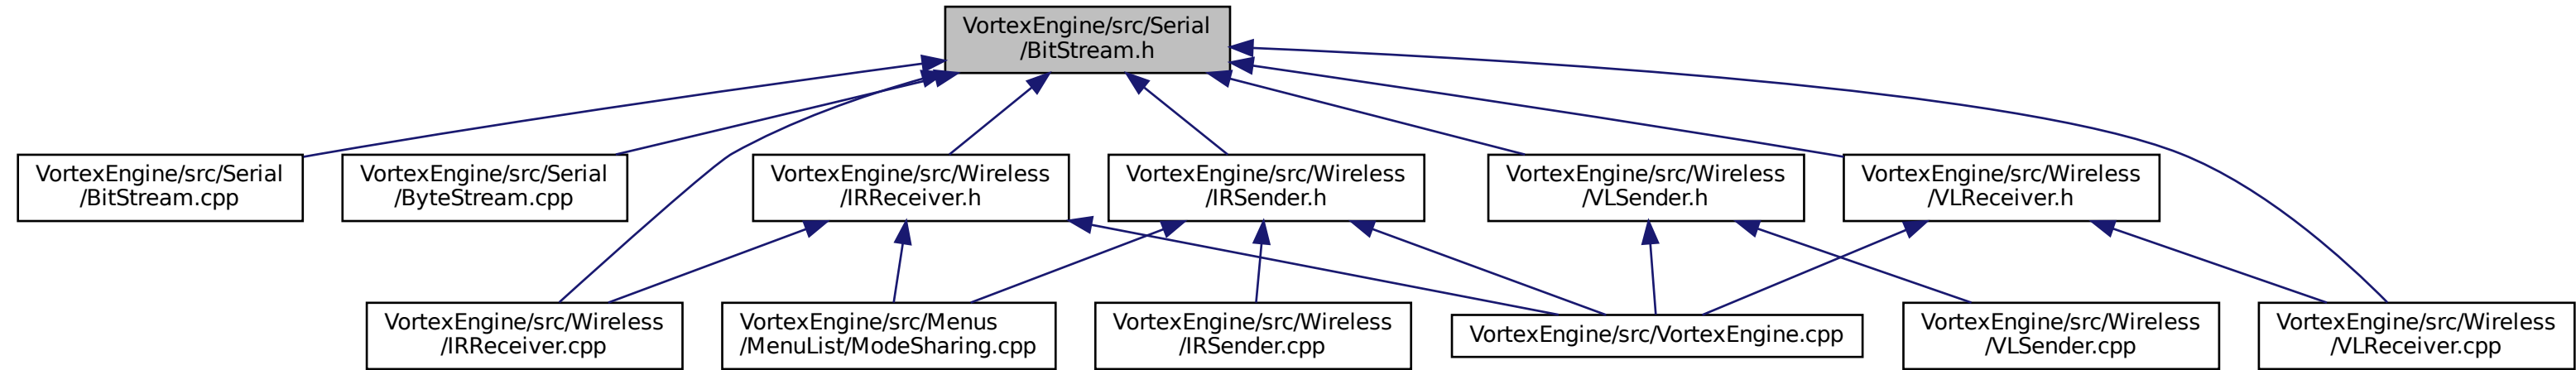 VortexEngine/src/Serial
/BitStream.h
VortexEngine/src/Serial
/BitStream.cpp
VortexEngine/src/Serial
/ByteStream.cpp
VortexEngine/src/Wireless
/IRReceiver.h
VortexEngine/src/Wireless
/IRSender.h
VortexEngine/src/Wireless
/VLSender.h
VortexEngine/src/Wireless
/VLReceiver.h
VortexEngine/src/Wireless
/IRReceiver.cpp
VortexEngine/src/Menus
/MenuList/ModeSharing.cpp
VortexEngine/src/Wireless
/IRSender.cpp
VortexEngine/src/VortexEngine.cpp
VortexEngine/src/Wireless
/VLSender.cpp
VortexEngine/src/Wireless
/VLReceiver.cpp